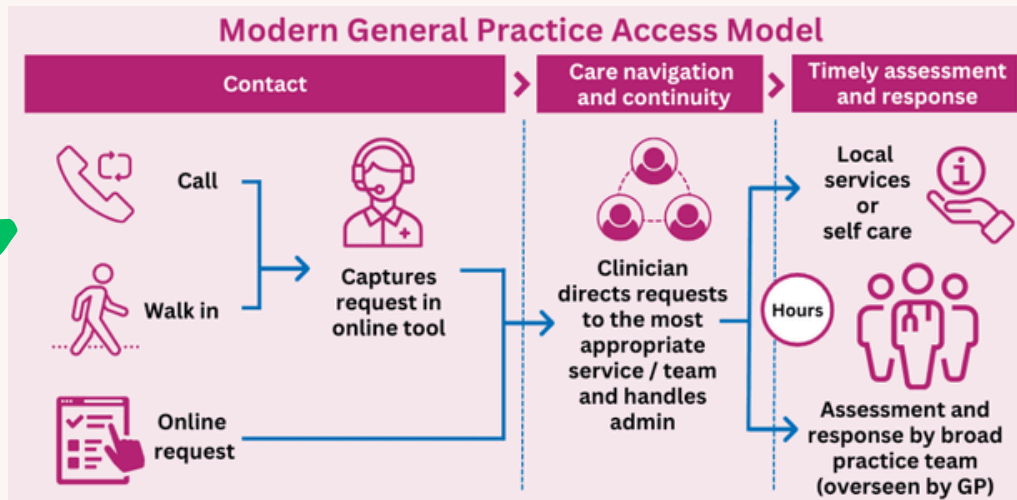 Modern General Practice Access Model
Contact
Care navigation
and continuity
Timely assessment
and response
Call
Walk in
Online
request
Captures
request in
online tool
Clinician
directs requests
to the most
appropriate
service / team
and handles
admin
Local
services
or
self care
Hours
Assessment and
response by broad
practice team
(overseen by GP)